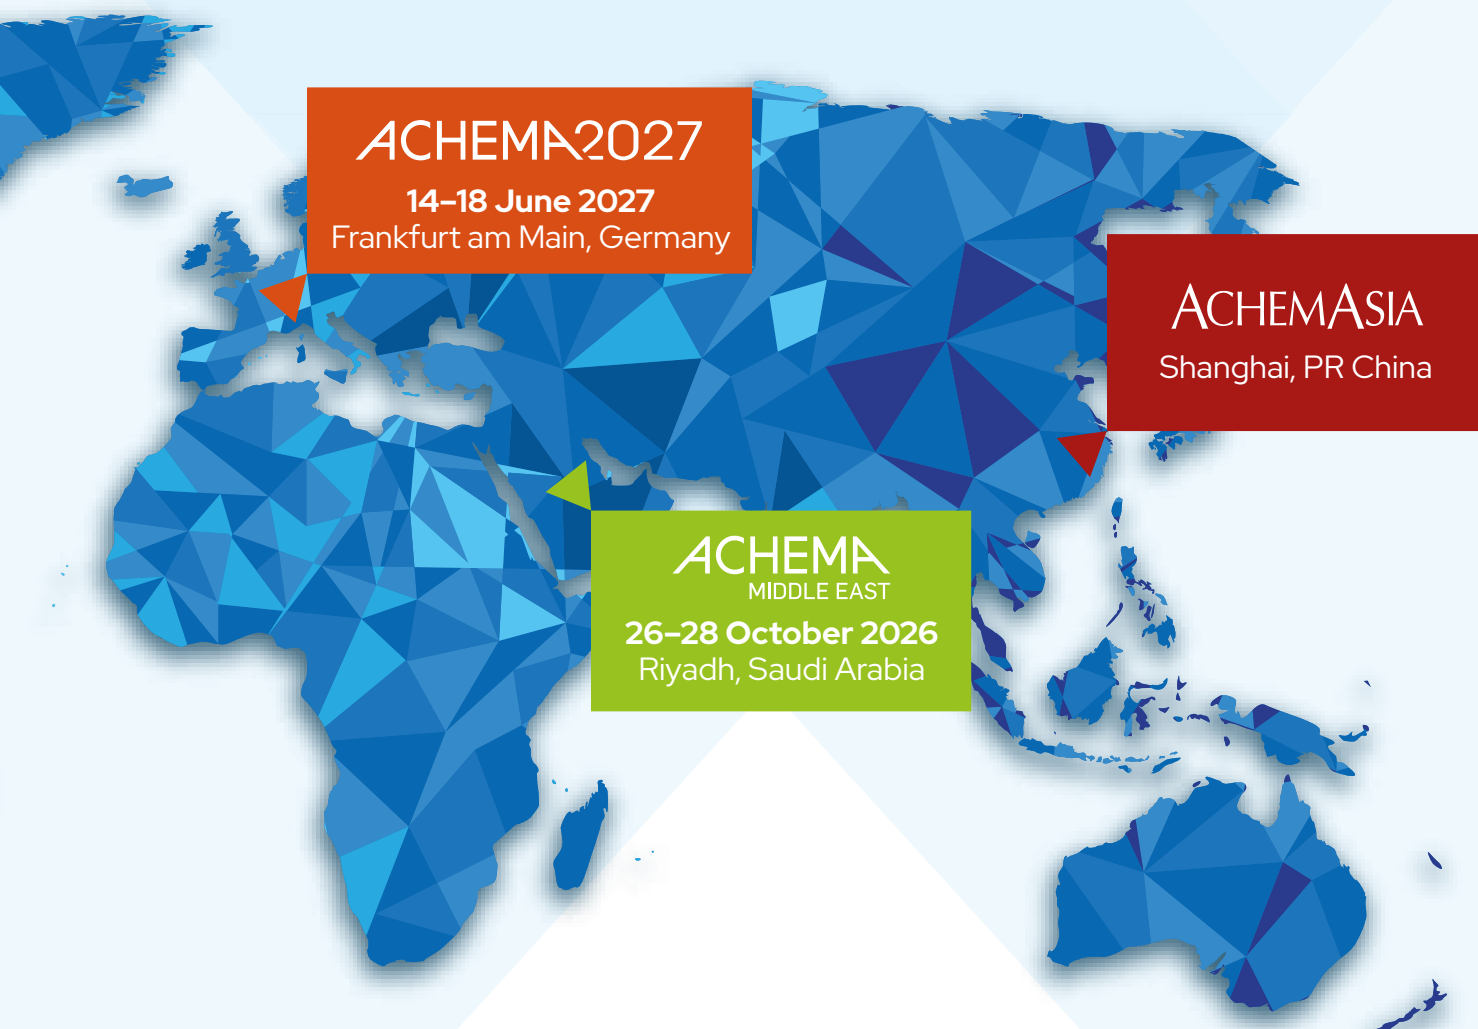 ACHEMA2027
14–18 June 2027
Frankfurt am Main, Germany
ACHEMASIA
Shanghai, PR China
ACHEMA
MIDDLE EAST
26–28 October 2026
Riyadh, Saudi Arabia